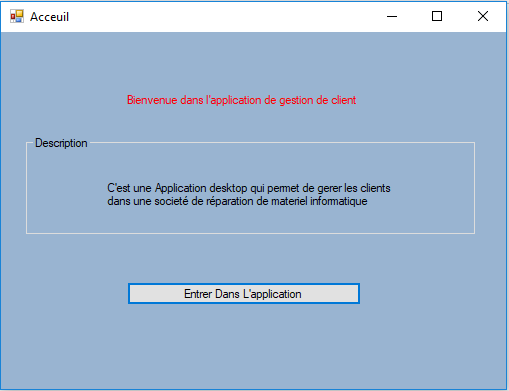 Acceuil
Bienvenue dans l'application de gestion de client
Description
C'est une Application desktop qui permet de gerer les clients
dans une societé de réparation de materiel informatique
Entrer Dans L'application